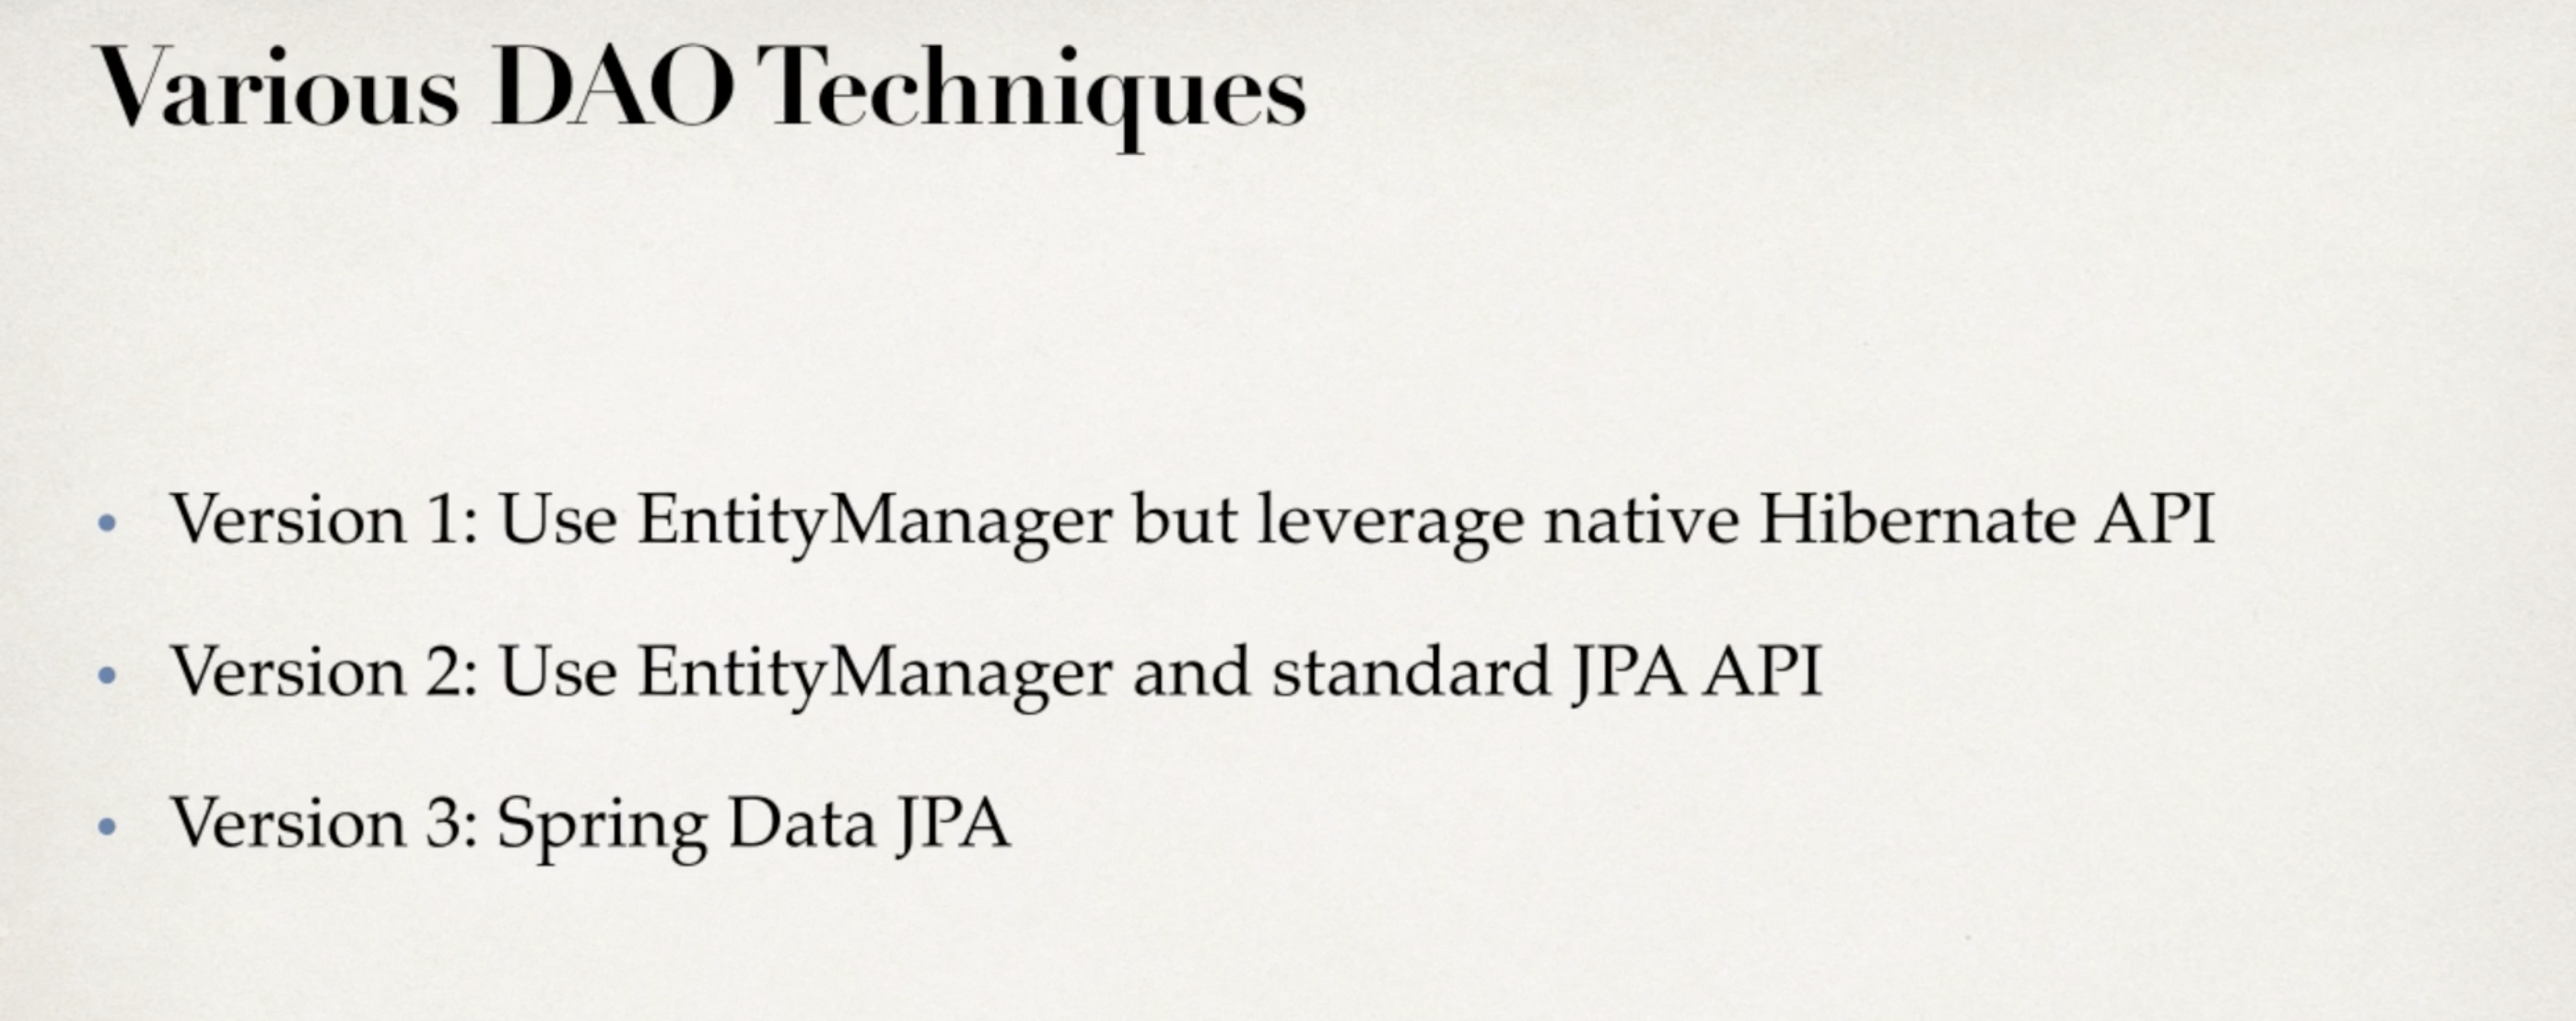 Various DAO Techniques
• Version 1: Use EntityManager but leverage native Hibernate API
• Version 2: Use EntityManager and standard JPA API
• Version 3: Spring Data JPA